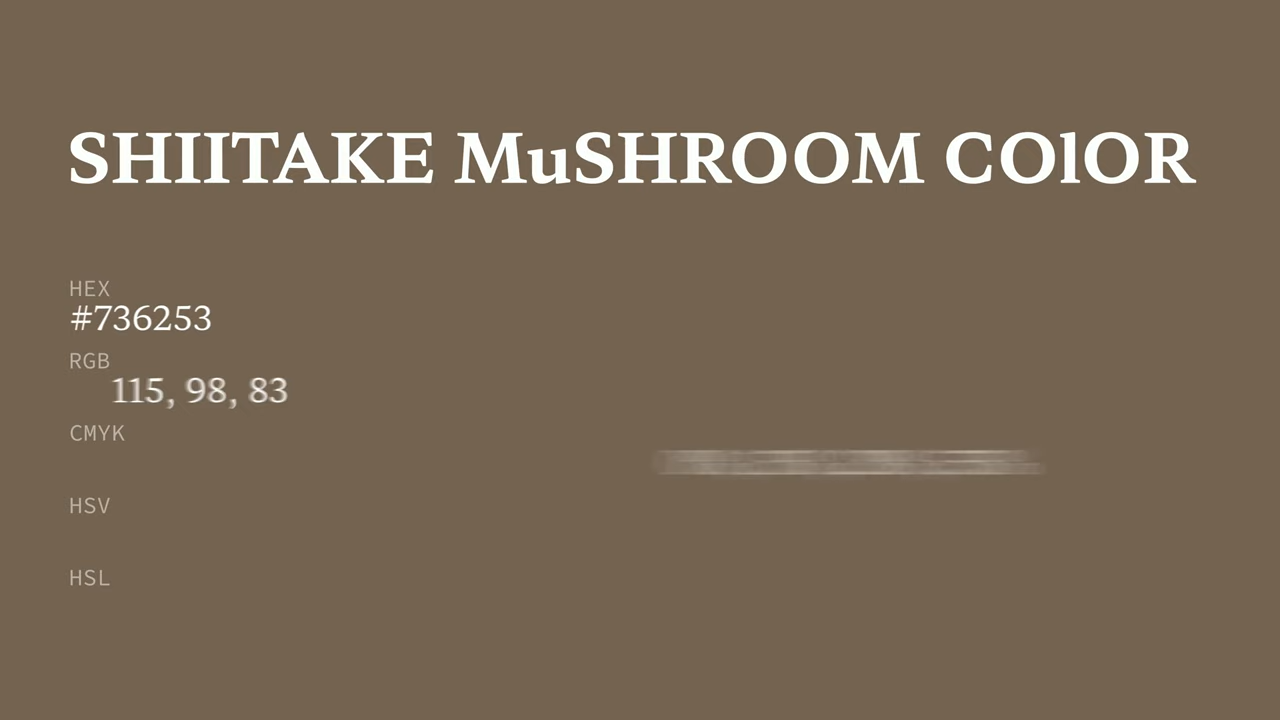 SHIITAKE MuSHROOM COlOR
HEX
#736253
RGB
115, 98, 83
CMYK
HSV
HSL